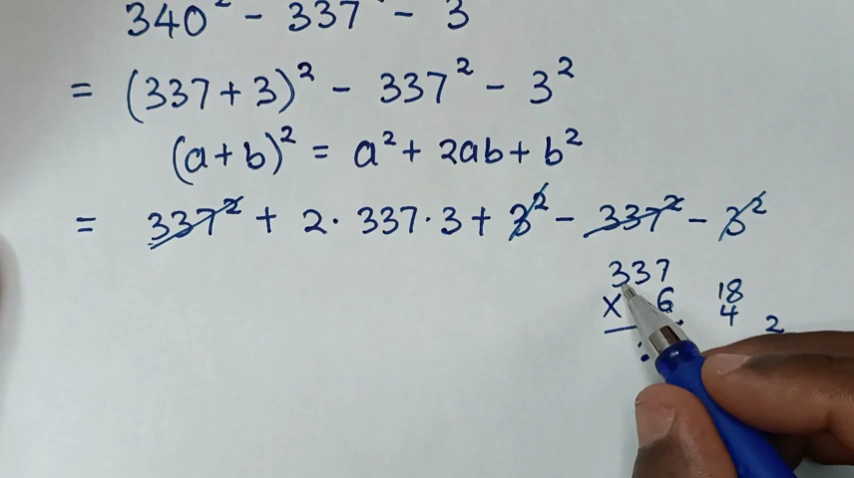 340² - 337² - 3
= (337+3)² - 337² - 3²
(a+b)² = a² + 2ab + b²
= 337² + 2·337·3 + 3² - 337² - 3²
337
× 6
18
4
2